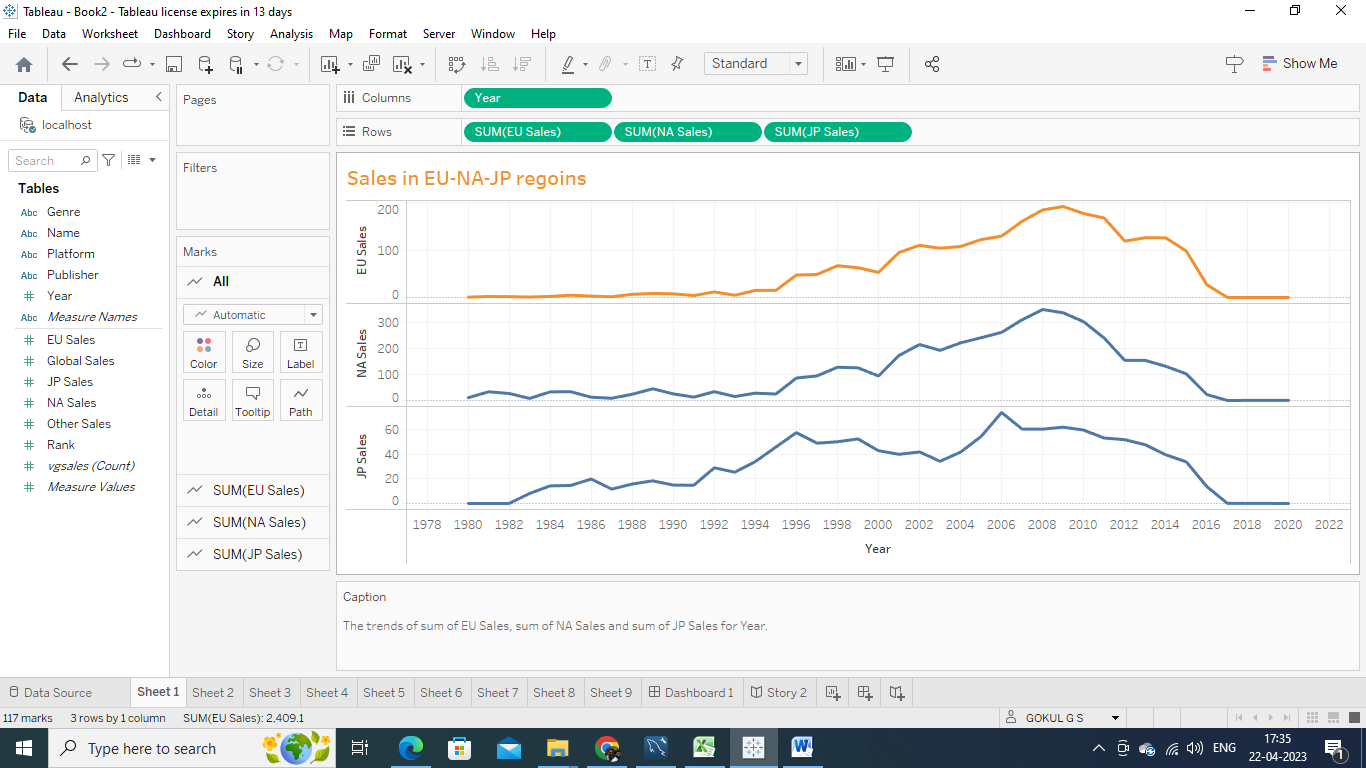 Tableau - Book2 - Tableau license expires in 13 days
File Data Worksheet Dashboard Story Analysis Map Format Server Window Help
Standard
Show Me
Data Analytics
localhost
Search
Tables
Abc Genre
Abc Name
Abc Platform
Abc Publisher
# Year
Abc Measure Names
# EU Sales
# Global Sales
# JP Sales
# NA Sales
# Other Sales
# Rank
# vgsales (Count)
# Measure Values
Pages
Filters
Marks
All
Automatic
Color Size Label
Detail Tooltip Path
SUM(EU Sales)
SUM(NA Sales)
SUM(JP Sales)
Columns Year
Rows SUM(EU Sales) SUM(NA Sales) SUM(JP Sales)
Sales in EU-NA-JP regoins
EU Sales
200
100
0
NA Sales
300
200
100
0
JP Sales
60
40
20
0
1978 1980 1982 1984 1986 1988 1990 1992 1994 1996 1998 2000 2002 2004 2006 2008 2010 2012 2014 2016 2018 2020 2022
Year
Caption
The trends of sum of EU Sales, sum of NA Sales and sum of JP Sales for Year.
Data Source Sheet 1 Sheet 2 Sheet 3 Sheet 4 Sheet 5 Sheet 6 Sheet 7 Sheet 8 Sheet 9 Dashboard 1 Story 2
117 marks 3 rows by 1 column SUM(EU Sales): 2,409.1
GOKUL G S
Type here to search
ENG
17:35
22-04-2023
1